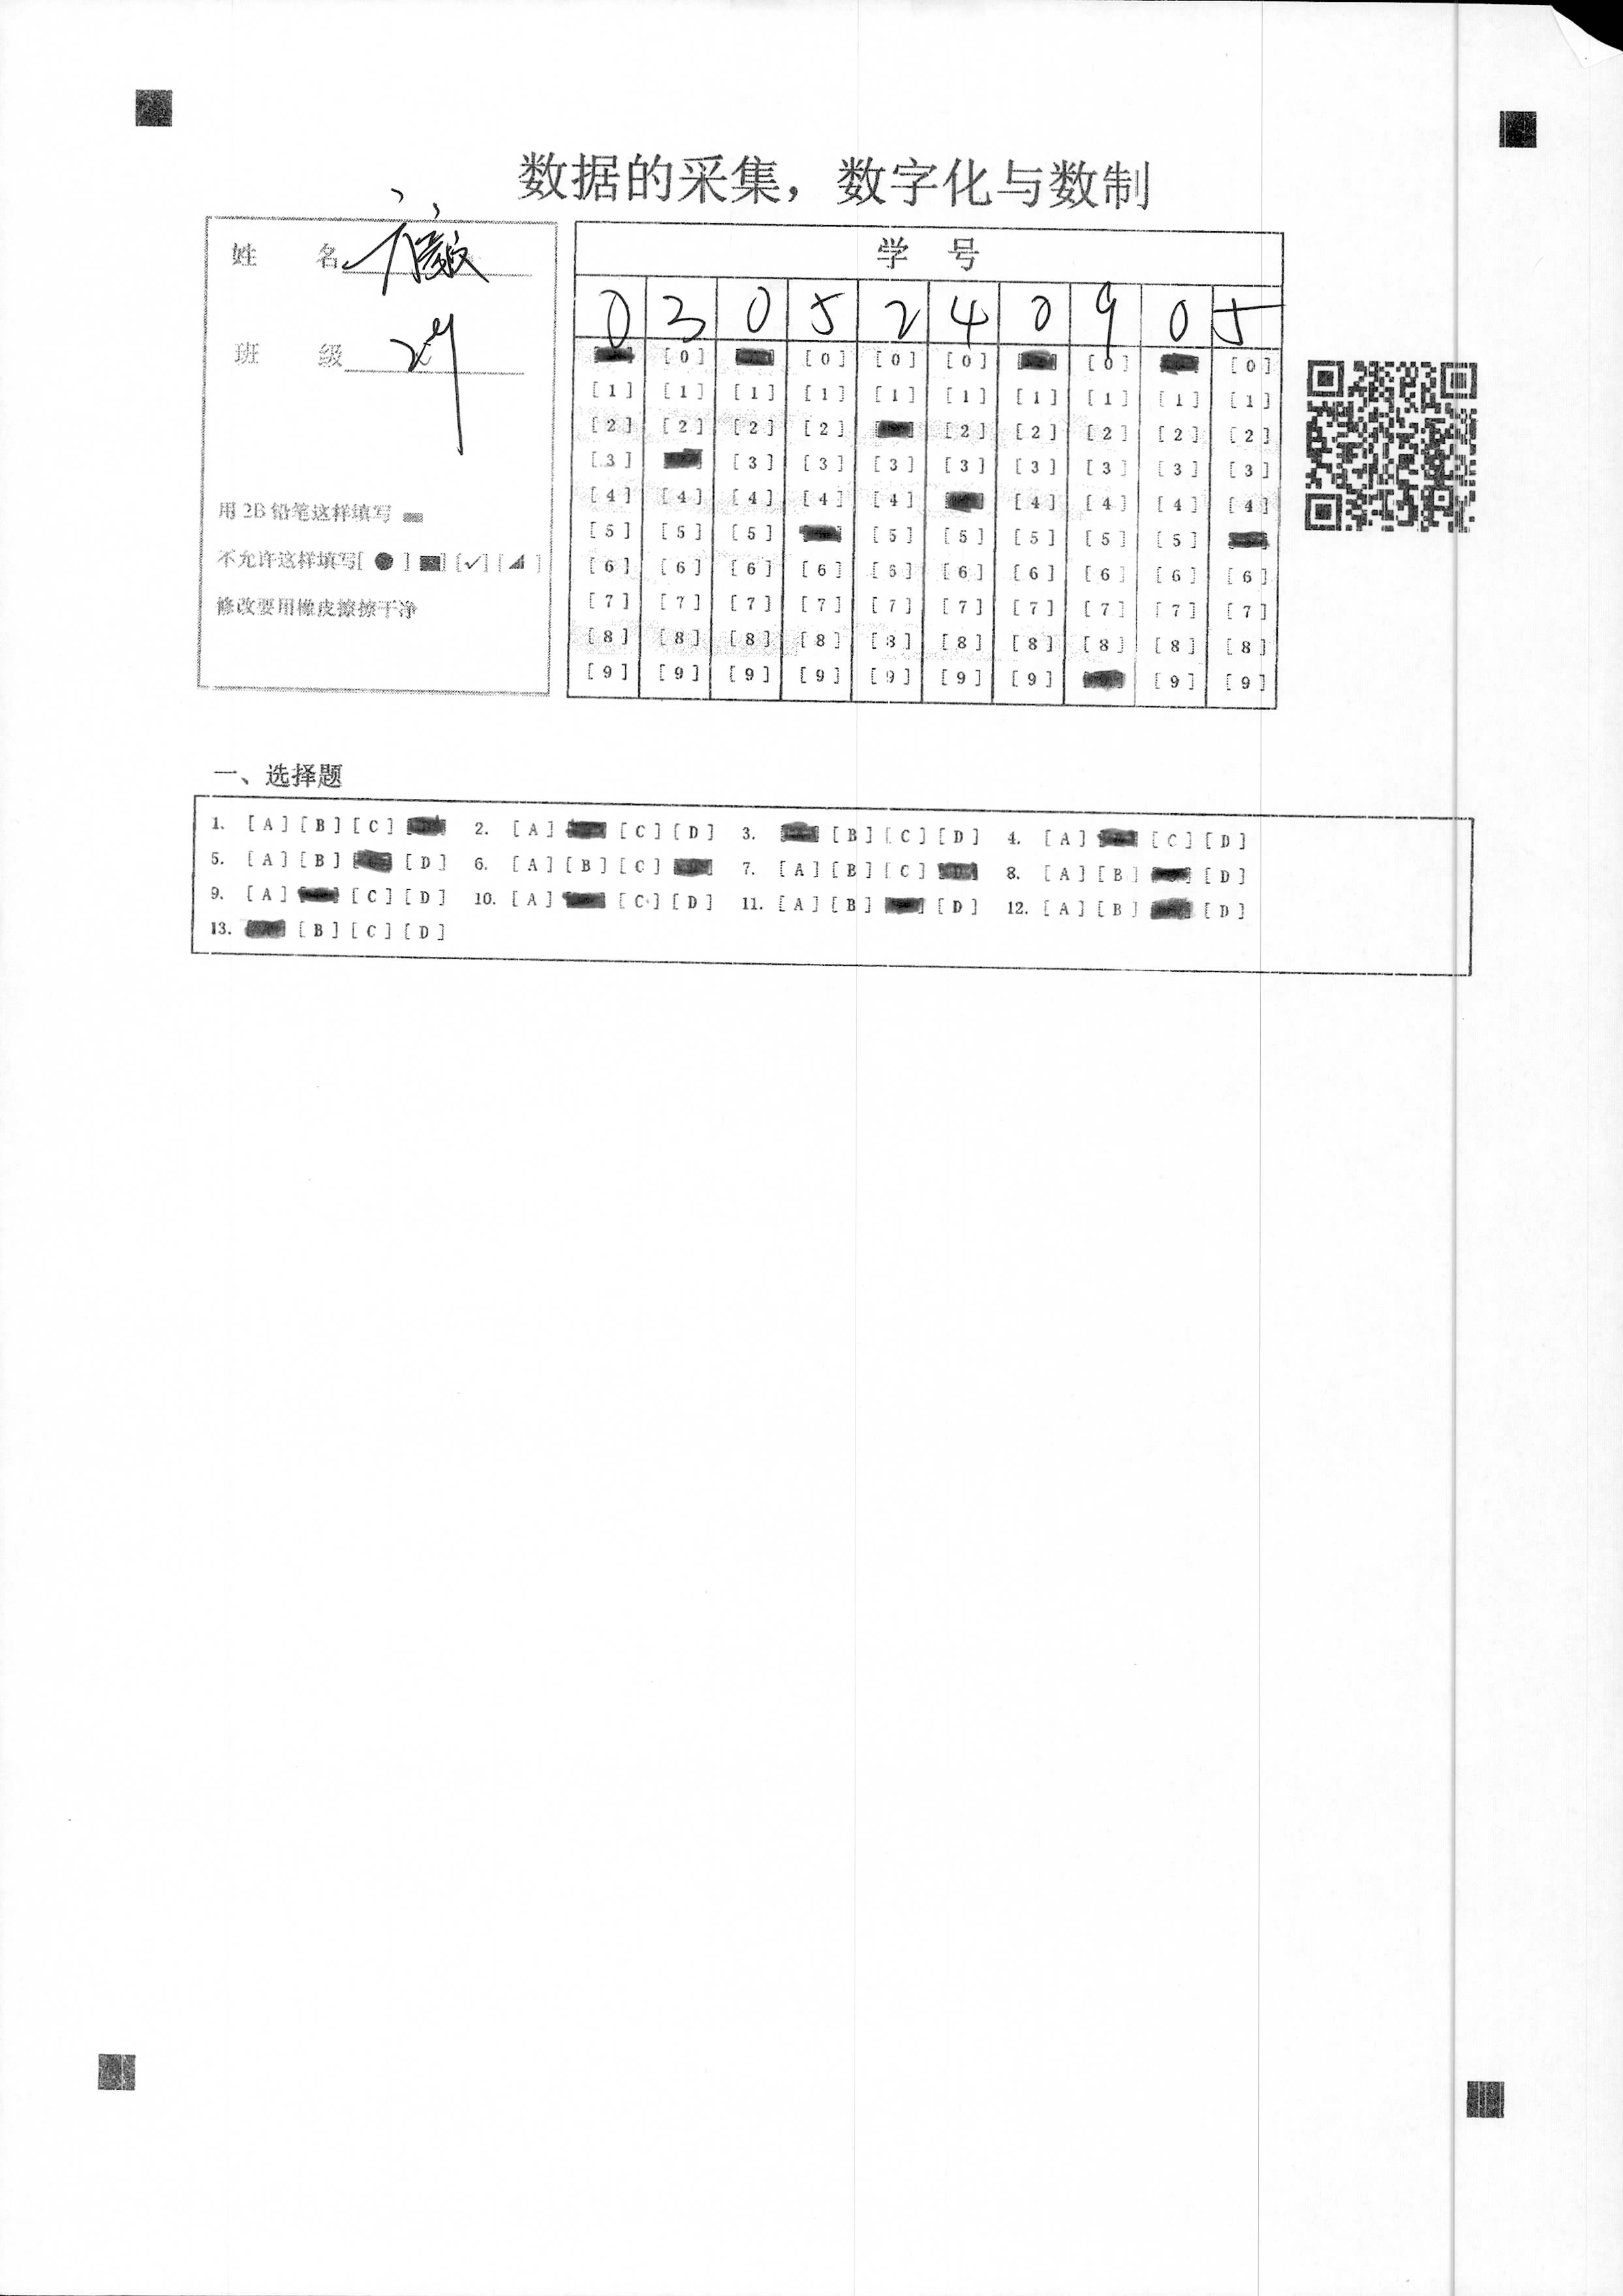 数据的采集，数字化与数制
姓 名
班 级
用 2B 铅笔这样填写
不允许这样填写[ ● ] [■] [✓] [◢ ]
修改要用橡皮擦擦干净
学 号
0 3 0 5 2 4 0 9 0 5
[0] [0] [0] [0] [0] [0]
[1] [1] [1] [1] [1] [1] [1] [1] [1] [1]
[2] [2] [2] [2] [2] [2] [2] [2] [2]
[3] [3] [3] [3] [3] [3] [3] [3] [3]
[4] [4] [4] [4] [4] [4] [4] [4] [4]
[5] [5] [5] [5] [5] [5] [5] [5]
[6] [6] [6] [6] [6] [6] [6] [6] [6] [6]
[7] [7] [7] [7] [7] [7] [7] [7] [7] [7]
[8] [8] [8] [8] [8] [8] [8] [8] [8] [8]
[9] [9] [9] [9] [9] [9] [9] [9] [9]
一、选择题
1. [A] [B] [C] 2. [A] [C] [D] 3. [B] [C] [D] 4. [A] [C] [D]
5. [A] [B] [D] 6. [A] [B] [C] 7. [A] [B] [C] 8. [A] [B] [D]
9. [A] [C] [D] 10. [A] [C] [D] 11. [A] [B] [D] 12. [A] [B] [D]
13. [B] [C] [D]